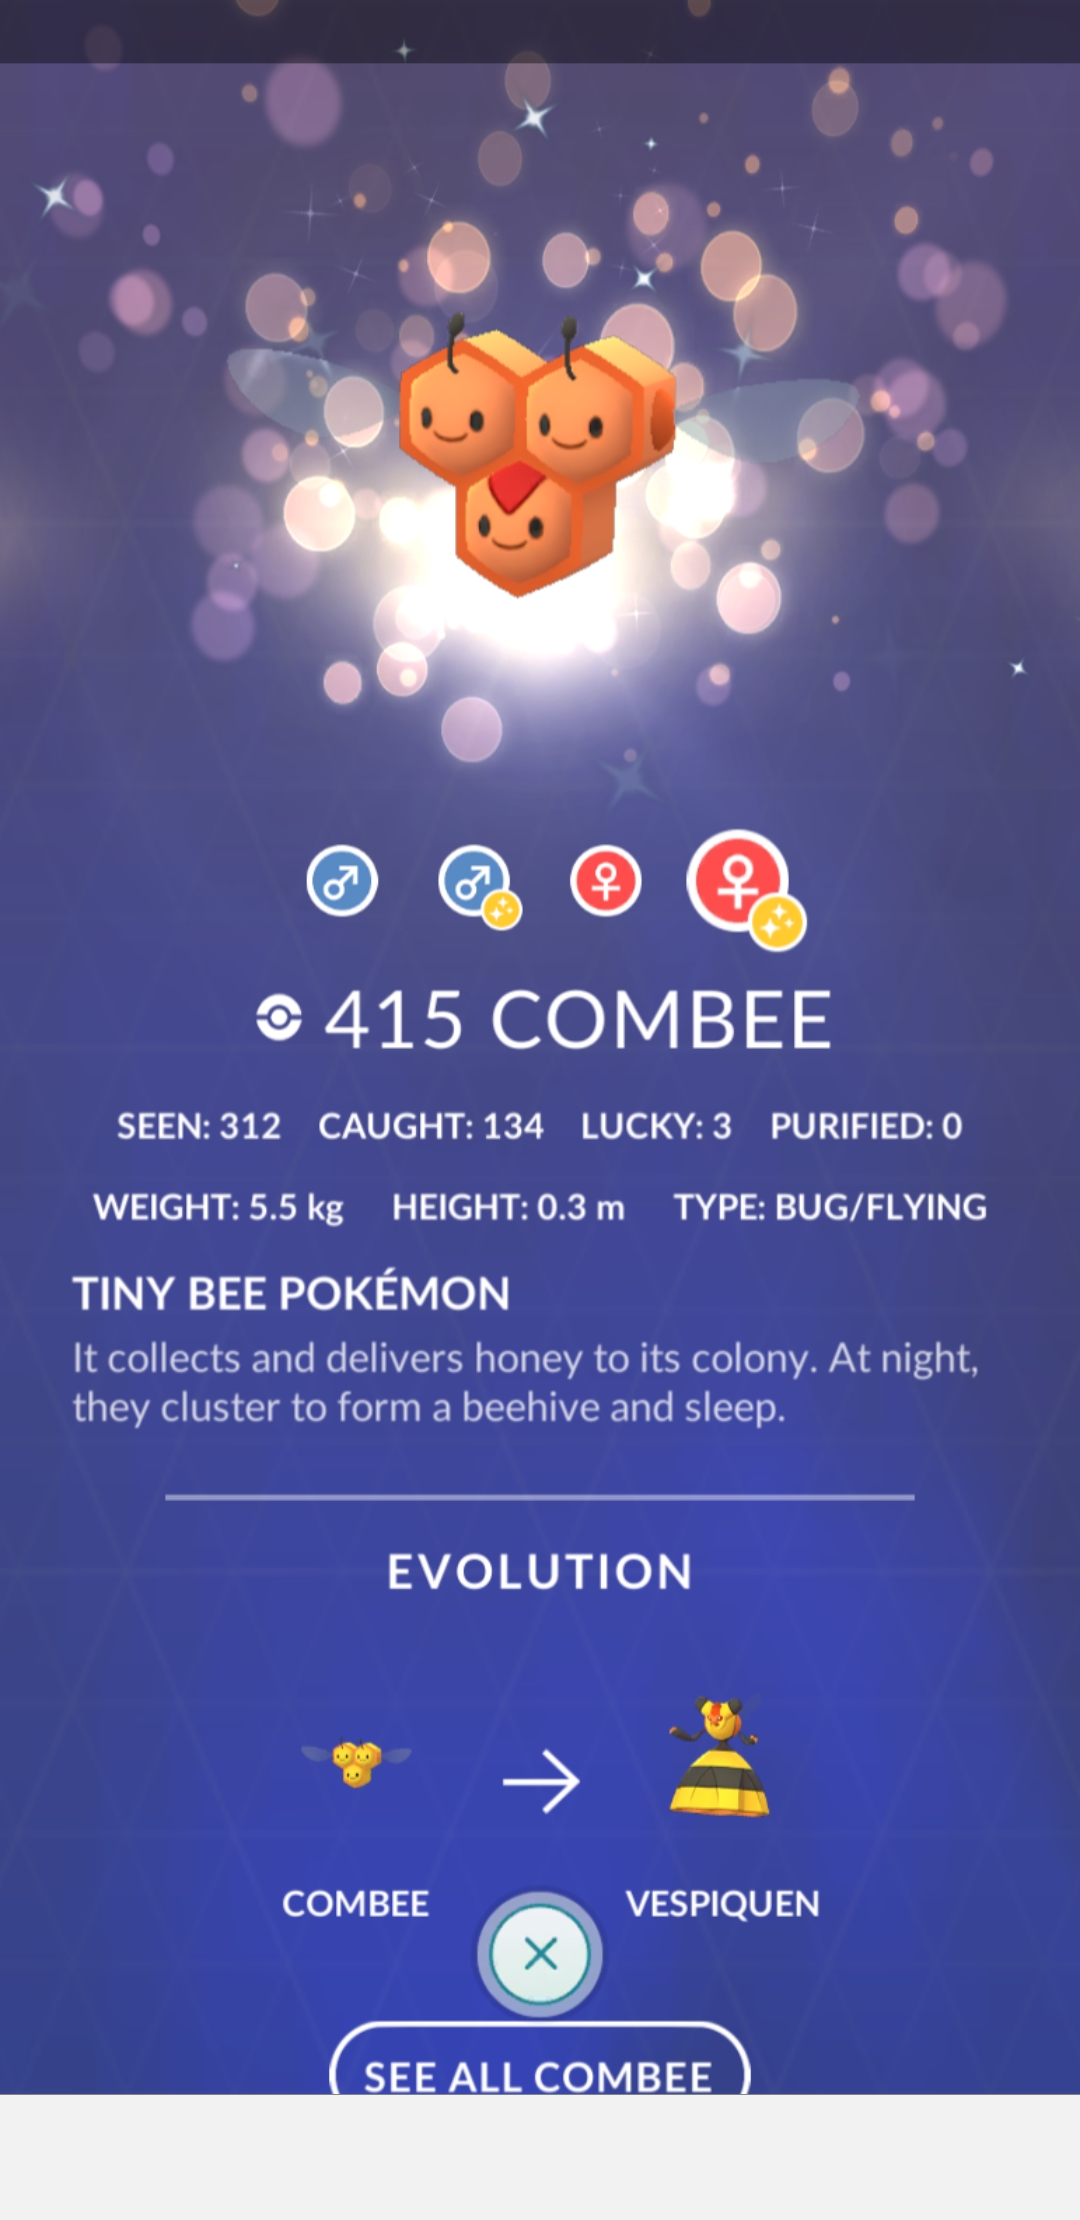 415 COMBEE
SEEN: 312 CAUGHT: 134 LUCKY: 3 PURIFIED: 0
WEIGHT: 5.5 kg HEIGHT: 0.3 m TYPE: BUG/FLYING
TINY BEE POKÉMON
It collects and delivers honey to its colony. At night,
they cluster to form a beehive and sleep.
EVOLUTION
COMBEE VESPIQUEN
SEE ALL COMBEE